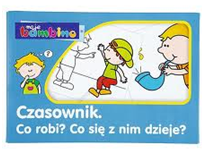 moje
bambino
?
Czasownik.
Co robi? Co się z nim dzieje?